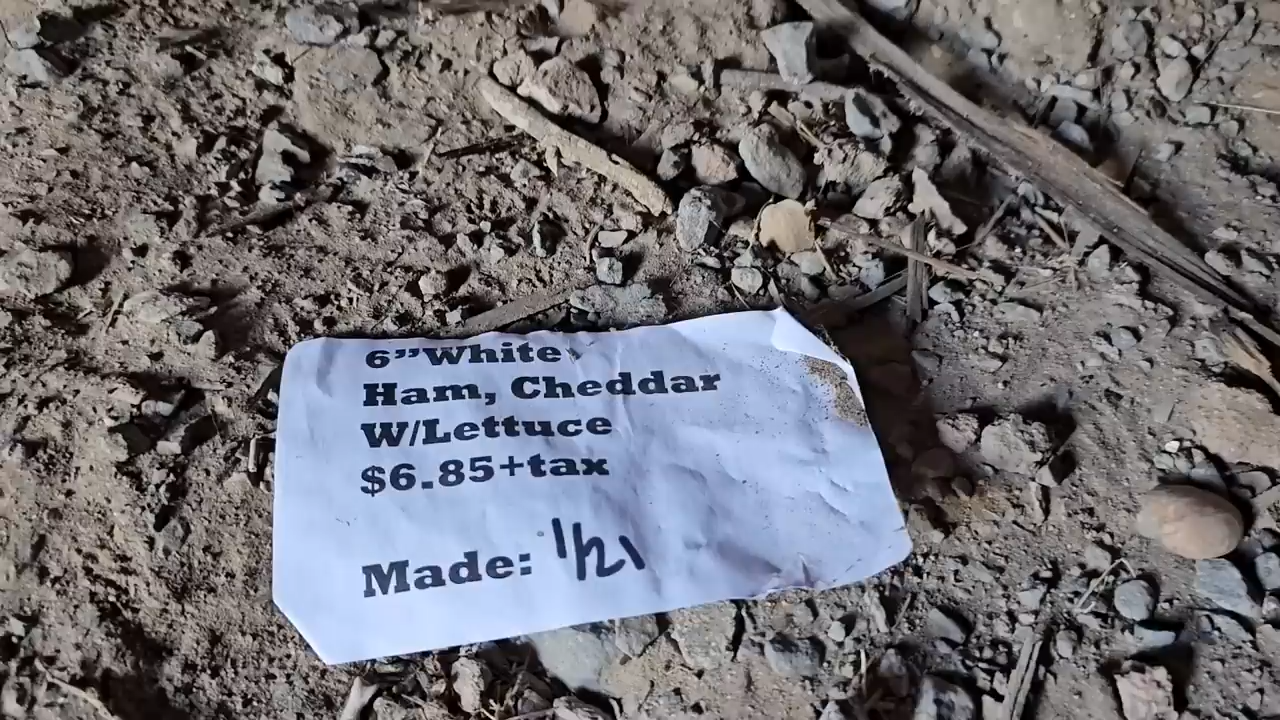 6”White
Ham, Cheddar
W/Lettuce
$6.85+tax
Made: 1/21